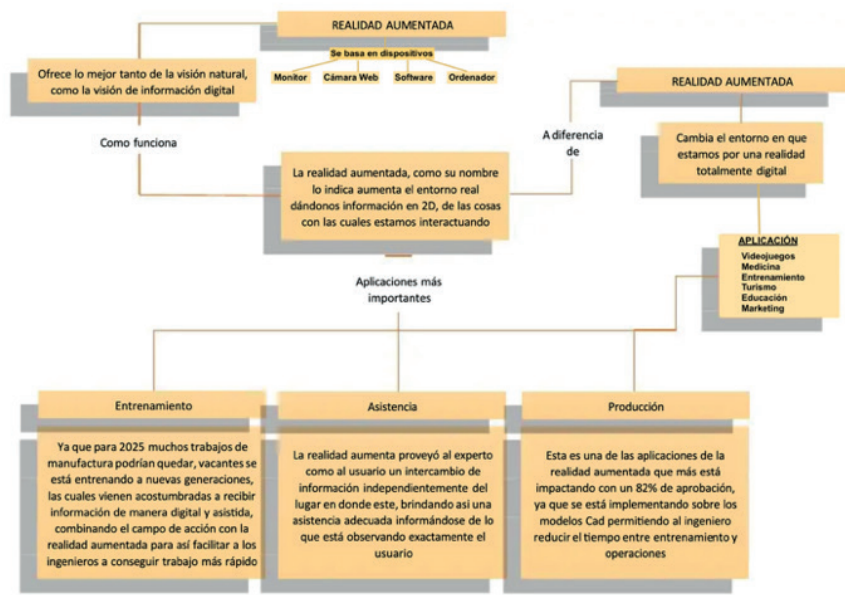 REALIDAD AUMENTADA
Se basa en dispositivos
Monitor Cámara Web Software Ordenador
Ofrece lo mejor tanto de la visión natural,
como la visión de información digital
Como funciona
La realidad aumentada, como su nombre
lo indica aumenta el entorno real
dándonos información en 2D, de las cosas
con las cuales estamos interactuando
A diferencia
de
REALIDAD AUMENTADA
Cambia el entorno en que
estamos por una realidad
totalmente digital
APLICACIÓN
Videojuegos
Medicina
Entrenamiento
Turismo
Educación
Marketing
Aplicaciones más
importantes
Entrenamiento
Ya que para 2025 muchos trabajos de
manufactura podrían quedar, vacantes se
está entrenando a nuevas generaciones,
las cuales vienen acostumbradas a recibir
información de manera digital y asistida,
combinando el campo de acción con la
realidad aumentada para así facilitar a los
ingenieros a conseguir trabajo más rápido
Asistencia
La realidad aumenta proveyó al experto
como al usuario un intercambio de
información independientemente del
lugar en donde este, brindando asi una
asistencia adecuada informándose de lo
que está observando exactamente el
usuario
Producción
Esta es una de las aplicaciones de la
realidad aumentada que más está
impactando con un 82% de aprobación,
ya que se está implementando sobre los
modelos Cad permitiendo al ingeniero
reducir el tiempo entre entrenamiento y
operaciones